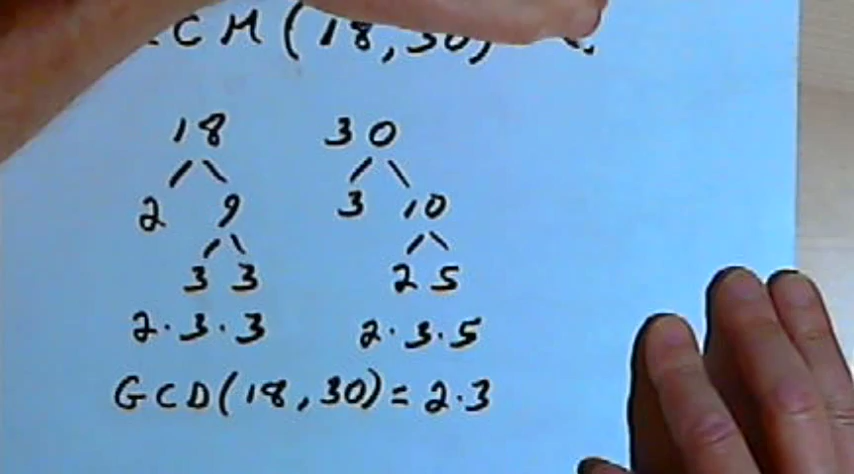 LCM(18,30)
18 30
2 9 3 10
3 3 2 5
2·3·3 2·3·5
GCD(18,30)=2·3